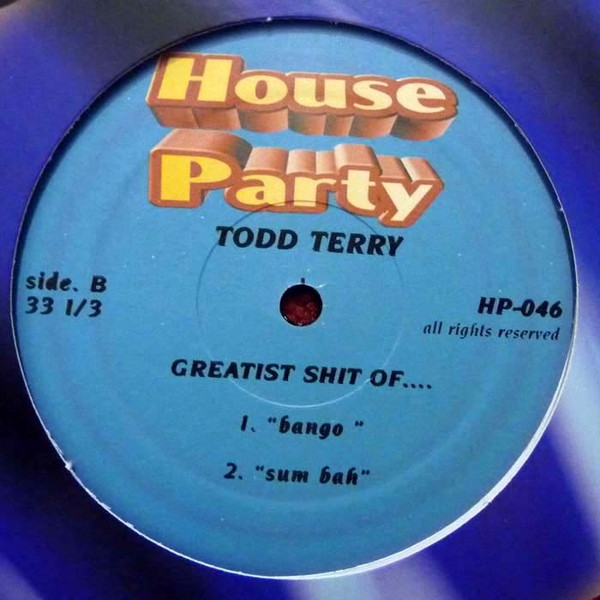 House
Party
TODD TERRY
side. B
33 1/3
HP-046
all rights reserved
GREATIST SHIT OF....
1. "bango "
2. "sum bah"